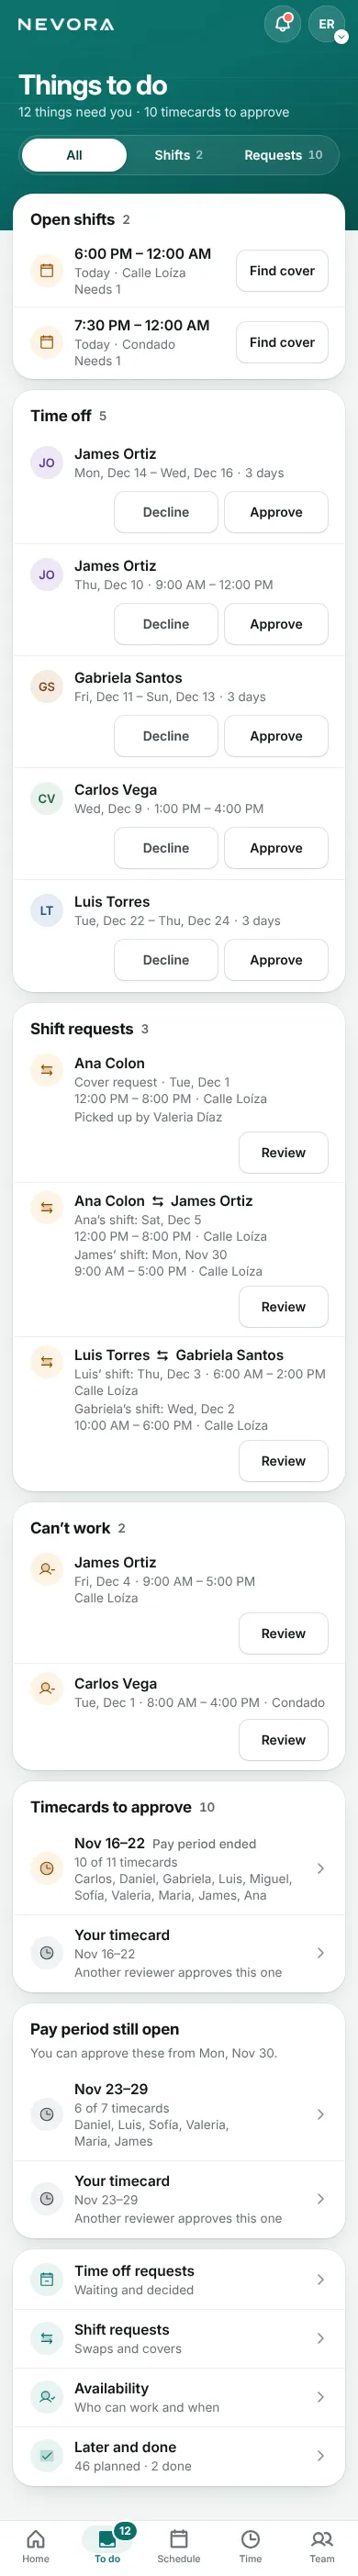 NEVORA
ER
Things to do
12 things need you · 10 timecards to approve
All
Shifts 2
Requests 10
Open shifts 2
6:00 PM – 12:00 AM
Today · Calle Loíza
Needs 1
Find cover
7:30 PM – 12:00 AM
Today · Condado
Needs 1
Find cover
Time off 5
JO
James Ortiz
Mon, Dec 14 – Wed, Dec 16 · 3 days
Decline
Approve
JO
James Ortiz
Thu, Dec 10 · 9:00 AM – 12:00 PM
Decline
Approve
GS
Gabriela Santos
Fri, Dec 11 – Sun, Dec 13 · 3 days
Decline
Approve
CV
Carlos Vega
Wed, Dec 9 · 1:00 PM – 4:00 PM
Decline
Approve
LT
Luis Torres
Tue, Dec 22 – Thu, Dec 24 · 3 days
Decline
Approve
Shift requests 3
Ana Colon
Cover request · Tue, Dec 1
12:00 PM – 8:00 PM · Calle Loíza
Picked up by Valeria Díaz
Review
Ana Colon ⇆ James Ortiz
Ana’s shift: Sat, Dec 5
12:00 PM – 8:00 PM · Calle Loíza
James’ shift: Mon, Nov 30
9:00 AM – 5:00 PM · Calle Loíza
Review
Luis Torres ⇆ Gabriela Santos
Luis’ shift: Thu, Dec 3 · 6:00 AM – 2:00 PM
Calle Loíza
Gabriela’s shift: Wed, Dec 2
10:00 AM – 6:00 PM · Calle Loíza
Review
Can’t work 2
James Ortiz
Fri, Dec 4 · 9:00 AM – 5:00 PM
Calle Loíza
Review
Carlos Vega
Tue, Dec 1 · 8:00 AM – 4:00 PM · Condado
Review
Timecards to approve 10
Nov 16–22 Pay period ended
10 of 11 timecards
Carlos, Daniel, Gabriela, Luis, Miguel,
Sofía, Valeria, Maria, James, Ana
Your timecard
Nov 16–22
Another reviewer approves this one
Pay period still open
You can approve these from Mon, Nov 30.
Nov 23–29
6 of 7 timecards
Daniel, Luis, Sofía, Valeria,
Maria, James
Your timecard
Nov 23–29
Another reviewer approves this one
Time off requests
Waiting and decided
Shift requests
Swaps and covers
Availability
Who can work and when
Later and done
46 planned · 2 done
12
Home
To do
Schedule
Time
Team